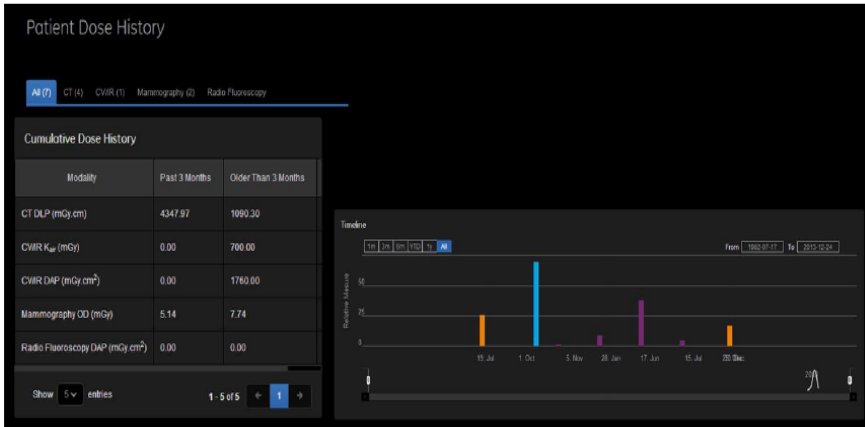 Patient Dose History
All (7) CT (4) CV/IR (1) Mammography (2) Radio Fluoroscopy
Cumulative Dose History
Modality Past 3 Months Older Than 3 Months
CT DLP (mGy.cm) 4347.97 1090.30
CV/IR Kair (mGy) 0.00 700.00
CV/IR DAP (mGy.cm²) 0.00 1760.00
Mammography OD (mGy) 5.14 7.74
Radio Fluoroscopy DAP (mGy.cm²) 0.00 0.00
Show 5 entries 1 - 5 of 5 1
Timeline
1m 3m 6m YTD 1y All From To
Relative Measure
50
25
0
19. Jul 1. Oct 5. Nov 28. Jan 17. Jun 15. Jul